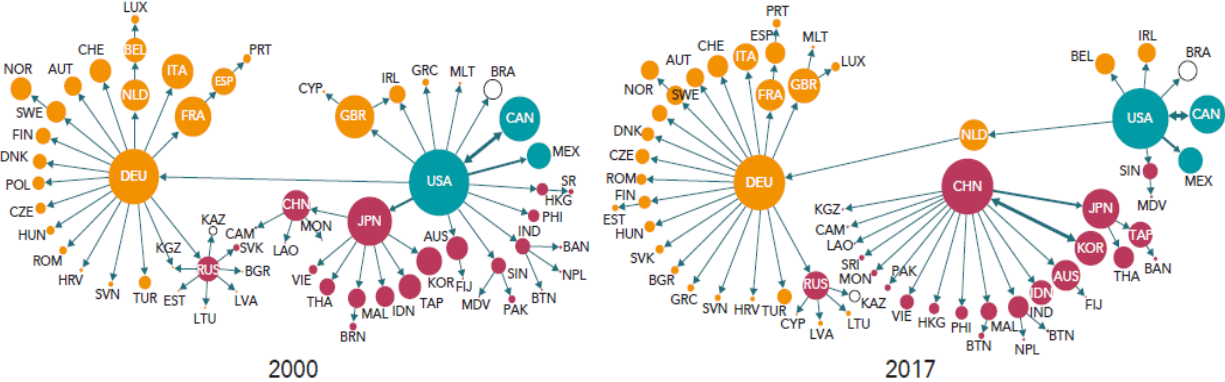 LUX
BEL
CHE
ITA
PRT
NOR
AUT
NLD
ESP
SWE
FRA
FIN
DNK
DEU
POL
CZE
HUN
ROM
HRV
SVN
TUR
KGZ
KAZ
SVK
RUS
BGR
EST
LVA
LTU
CYP
GBR
IRL
GRC
MLT
BRA
CAN
MEX
USA
SR
HKG
PHI
IND
BAN
NPL
BTN
SIN
PAK
MDV
AUS
FIJ
JPN
CHN
CAM
MON
LAO
VIE
THA
BRN
MAL
IDN
TAP
KOR
2000
PRT
ESP
MLT
CHE
ITA
AUT
LUX
GBR
FRA
NOR
SWE
DNK
CZE
ROM
FIN
EST
HUN
SVK
BGR
GRC
SVN
HRV
TUR
DEU
RUS
KAZ
CYP
LVA
LTU
NLD
BEL
IRL
BRA
USA
CAN
MEX
SIN
MDV
CHN
KGZ
CAM
LAO
SRI
MON
PAK
VIE
HKG
PHI
BTN
MAL
NPL
IND
BTN
IDN
AUS
FIJ
KOR
JPN
TAP
THA
BAN
2017